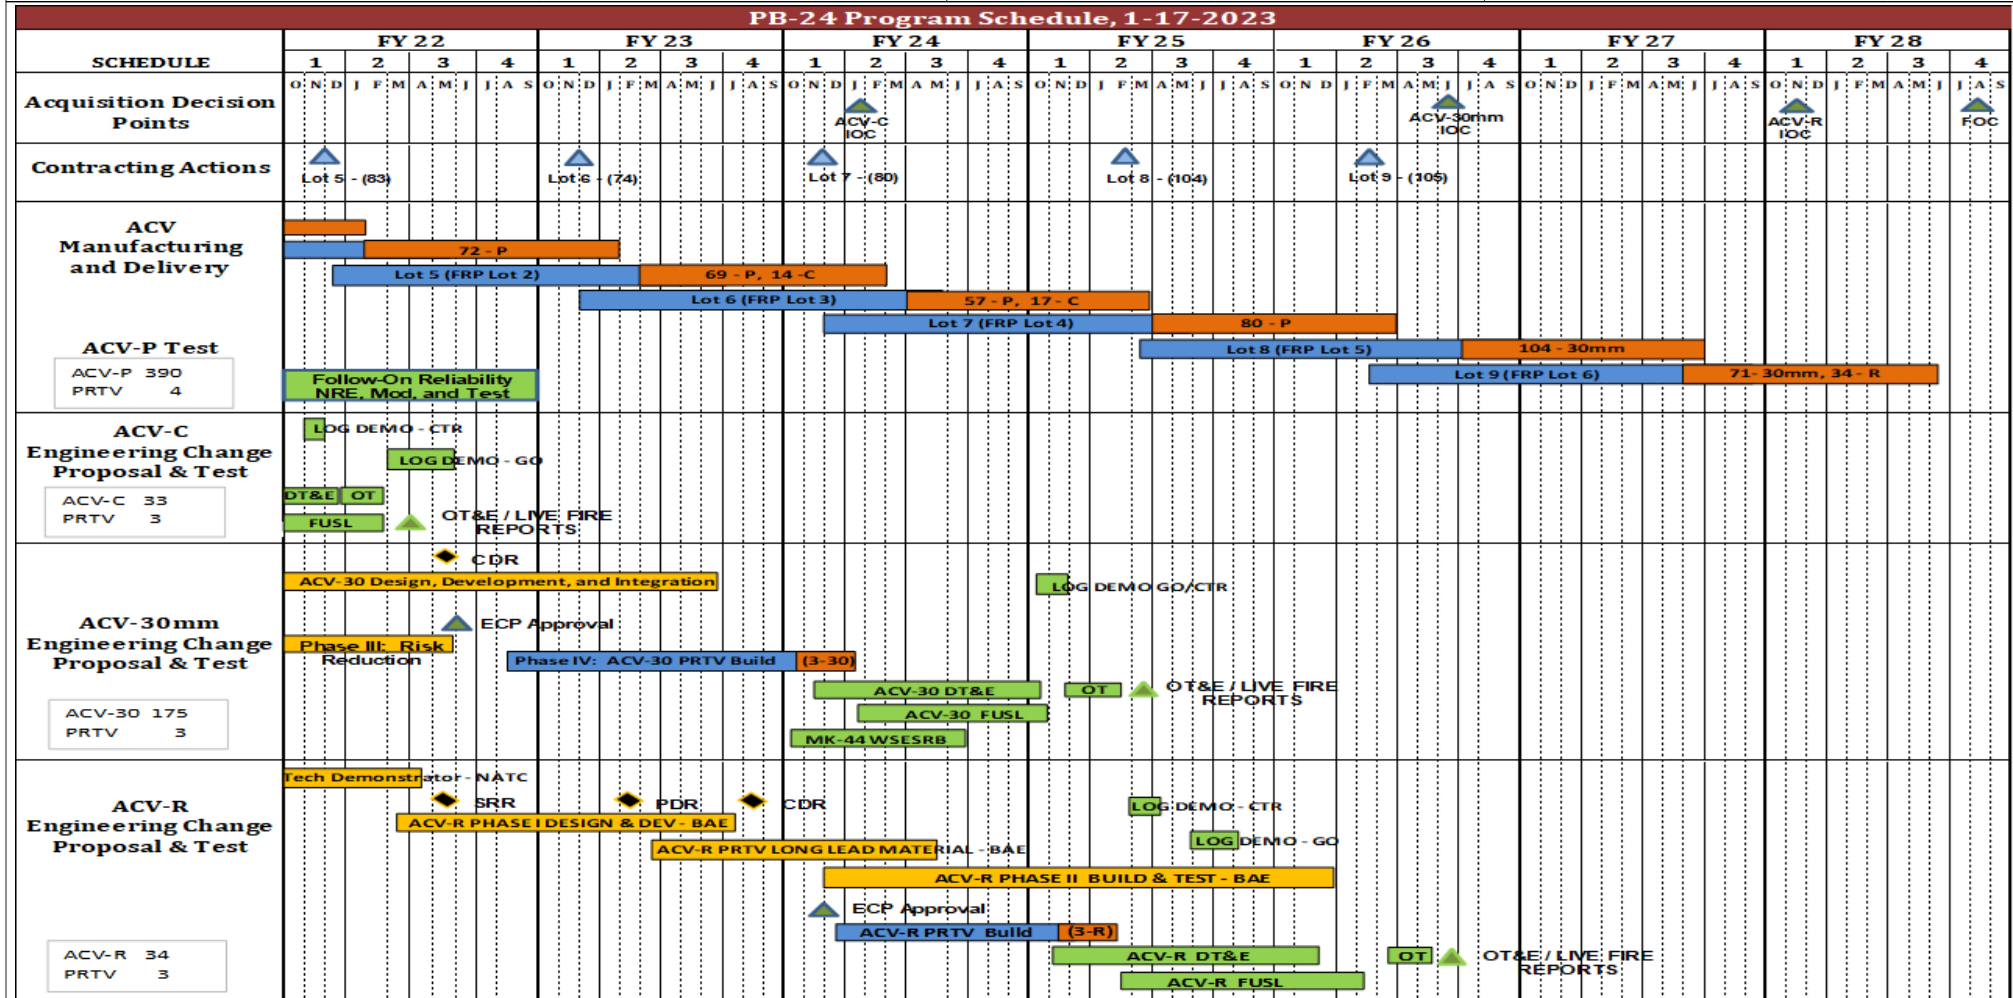 PB-24 Program Schedule, 1-17-2023
FY 22 FY 23 FY 24 FY 25 FY 26 FY 27 FY 28
SCHEDULE 1 2 3 4 1 2 3 4 1 2 3 4 1 2 3 4 1 2 3 4 1 2 3 4 1 2 3 4
O N D J F M A M J J A S O N D J F M A M J J A S O N D J F M A M J J A S O N D J F M A M J J A S O N D J F M A M J J A S O N D J F M A M J J A S O N D J F M A M J J A S
Acquisition Decision
Points
ACV-C
IOC
ACV-30mm
IOC
ACV-R
IOC
FOC
Contracting Actions
Lot 5 - (83)
Lot 6 - (74)
Lot 7 - (80)
Lot 8 - (104)
Lot 9 - (105)
ACV
Manufacturing
and Delivery
72 - P
Lot 5 (FRP Lot 2) 69 - P, 14 -C
Lot 6 (FRP Lot 3) 57 - P, 17 - C
Lot 7 (FRP Lot 4) 80 - P
Lot 8 (FRP Lot 5) 104 - 30mm
Lot 9 (FRP Lot 6) 71- 30mm, 34 - R
ACV-P Test
ACV-P 390
PRTV 4
Follow-On Reliability
NRE, Mod, and Test
ACV-C
Engineering Change
Proposal & Test
ACV-C 33
PRTV 3
LOG DEMO - CTR
LOG DEMO - GO
DT&E OT
FUSL
OT&E / LIVE FIRE
REPORTS
CDR
ACV-30 Design, Development, and Integration
LOG DEMO GO/CTR
ACV-30mm
Engineering Change
Proposal & Test
ECP Approval
Phase III: Risk
Reduction
Phase IV: ACV-30 PRTV Build (3-30)
ACV-30 DT&E
OT
OT&E / LIVE FIRE
REPORTS
ACV-30 175
PRTV 3
ACV-30 FUSL
MK-44 WSESRB
Tech Demonstrator - NATC
SRR
PDR
CDR
ACV-R
Engineering Change
Proposal & Test
LOG DEMO - CTR
ACV-R PHASE I DESIGN & DEV - BAE
LOG DEMO - GO
ACV-R PRTV LONG LEAD MATERIAL - BAE
ACV-R PHASE II BUILD & TEST - BAE
ECP Approval
ACV-R PRTV Build (3-R)
ACV-R 34
PRTV 3
ACV-R DT&E
OT
OT&E / LIVE FIRE
REPORTS
ACV-R FUSL